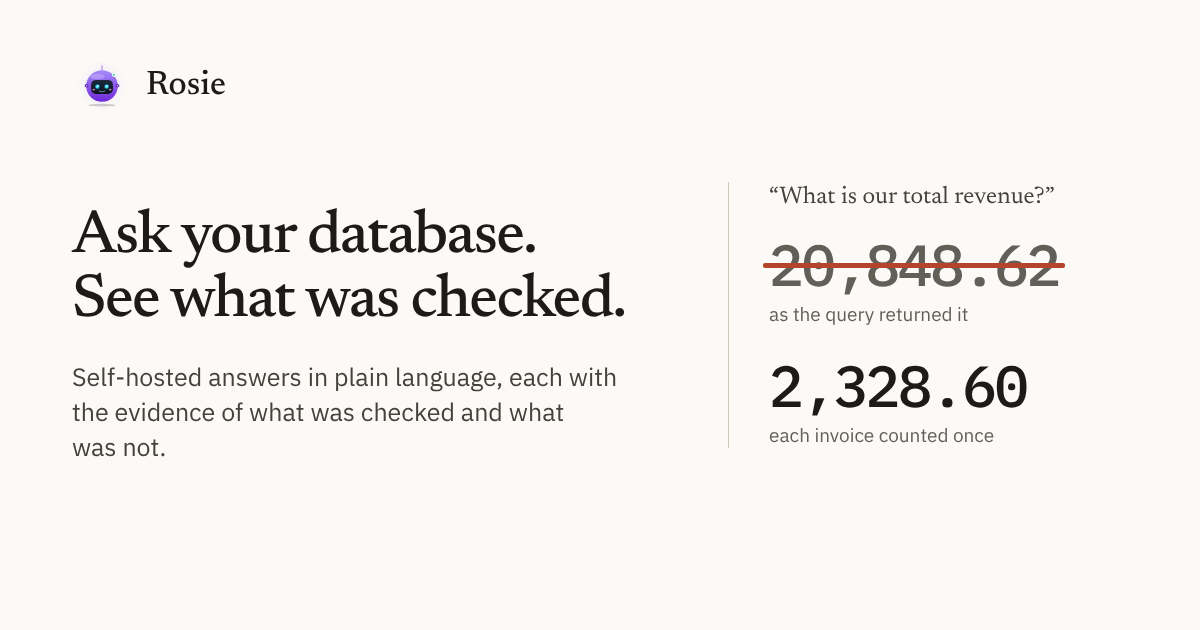 Rosie
Ask your database.
See what was checked.
Self-hosted answers in plain language, each with
the evidence of what was checked and what
was not.
“What is our total revenue?”
20,848.62
as the query returned it
2,328.60
each invoice counted once